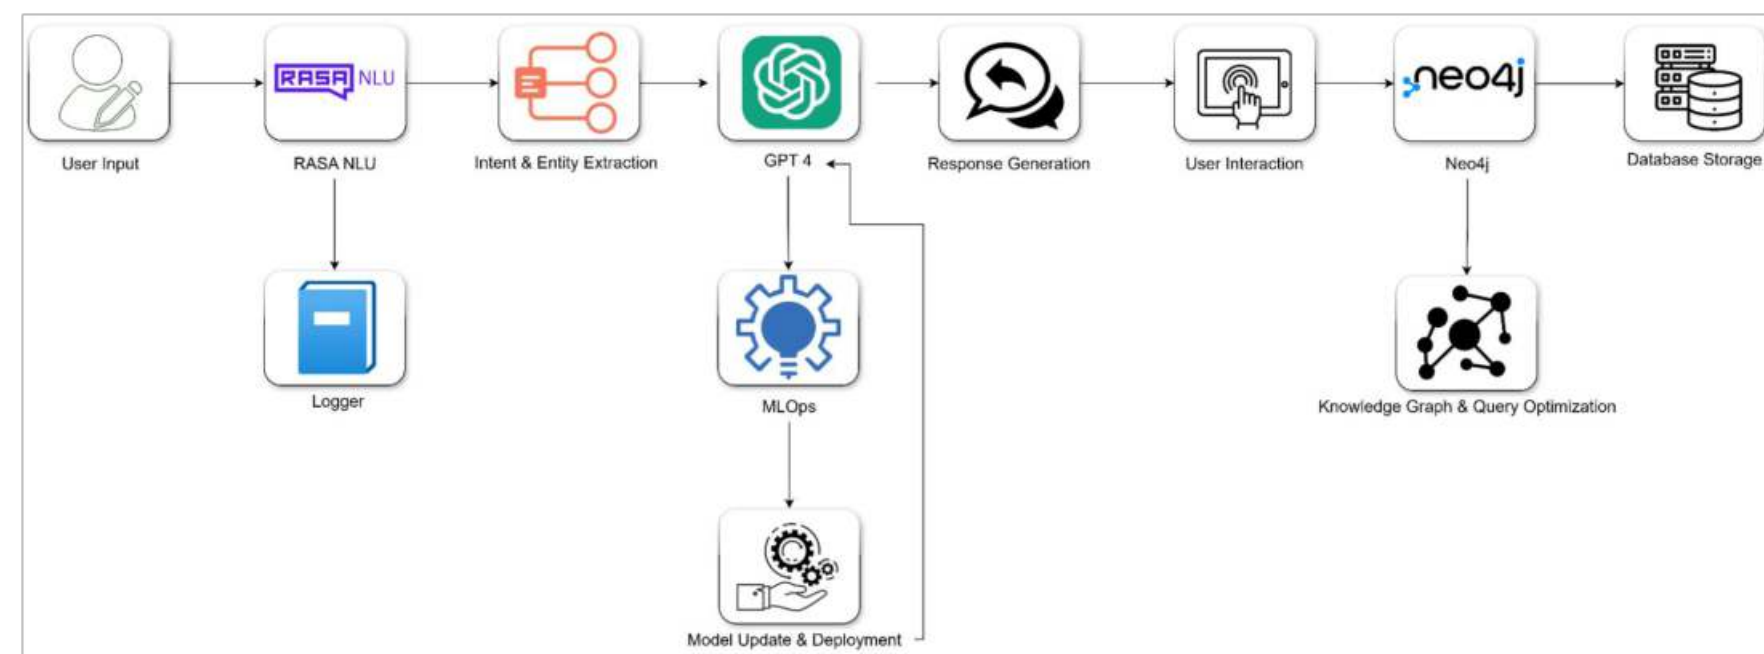 RASA NLU
neo4j
User Input
RASA NLU
Intent & Entity Extraction
GPT 4
Response Generation
User Interaction
Neo4j
Database Storage
Logger
MLOps
Knowledge Graph & Query Optimization
Model Update & Deployment